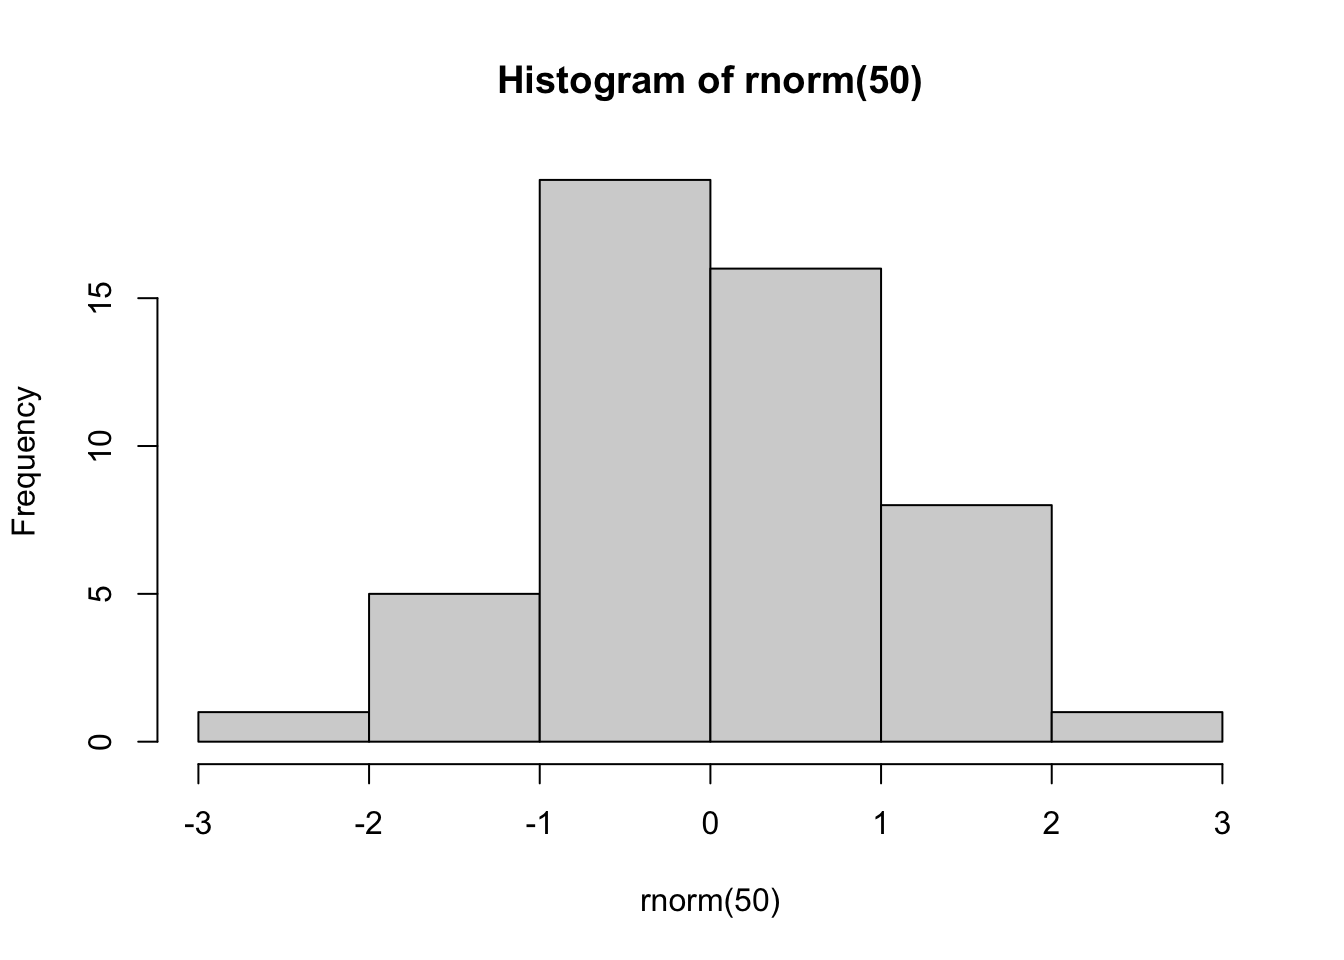 Histogram of rnorm(50)
Frequency
15
10
5
0
-3 -2 -1 0 1 2 3
rnorm(50)